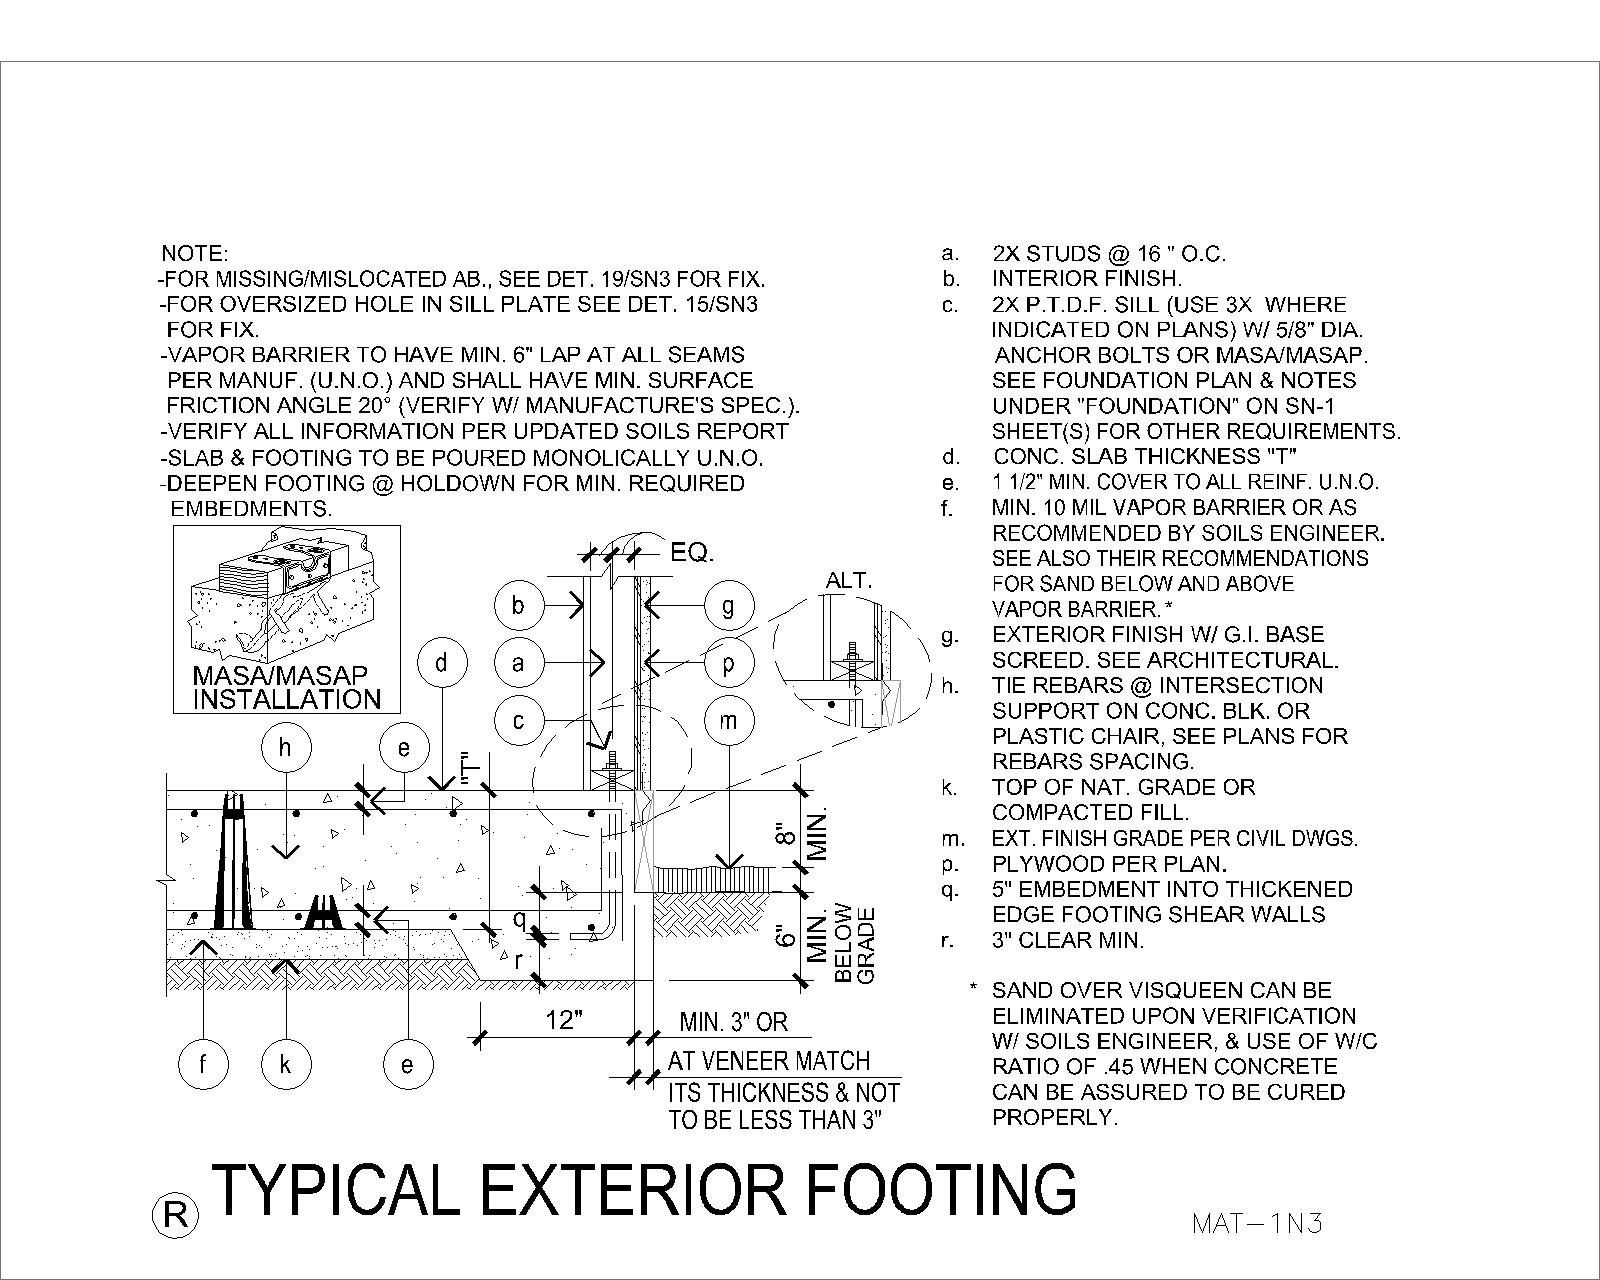 NOTE:
-FOR MISSING/MISLOCATED AB., SEE DET. 19/SN3 FOR FIX.
-FOR OVERSIZED HOLE IN SILL PLATE SEE DET. 15/SN3
FOR FIX.
-VAPOR BARRIER TO HAVE MIN. 6" LAP AT ALL SEAMS
PER MANUF. (U.N.O.) AND SHALL HAVE MIN. SURFACE
FRICTION ANGLE 20° (VERIFY W/ MANUFACTURE'S SPEC.).
-VERIFY ALL INFORMATION PER UPDATED SOILS REPORT
-SLAB & FOOTING TO BE POURED MONOLICALLY U.N.O.
-DEEPEN FOOTING @ HOLDOWN FOR MIN. REQUIRED
EMBEDMENTS.
MASA/MASAP
INSTALLATION
EQ.
ALT.
b
g
d
a
p
c
m
h
e
"T"
8"
MIN.
q
r
6"
MIN.
BELOW
GRADE
12"
MIN. 3" OR
AT VENEER MATCH
ITS THICKNESS & NOT
TO BE LESS THAN 3"
f
k
e
a. 2X STUDS @ 16 " O.C.
b. INTERIOR FINISH.
c. 2X P.T.D.F. SILL (USE 3X WHERE
INDICATED ON PLANS) W/ 5/8" DIA.
ANCHOR BOLTS OR MASA/MASAP.
SEE FOUNDATION PLAN & NOTES
UNDER "FOUNDATION" ON SN-1
SHEET(S) FOR OTHER REQUIREMENTS.
d. CONC. SLAB THICKNESS "T"
e. 1 1/2" MIN. COVER TO ALL REINF. U.N.O.
f. MIN. 10 MIL VAPOR BARRIER OR AS
RECOMMENDED BY SOILS ENGINEER.
SEE ALSO THEIR RECOMMENDATIONS
FOR SAND BELOW AND ABOVE
VAPOR BARRIER. *
g. EXTERIOR FINISH W/ G.I. BASE
SCREED. SEE ARCHITECTURAL.
h. TIE REBARS @ INTERSECTION
SUPPORT ON CONC. BLK. OR
PLASTIC CHAIR, SEE PLANS FOR
REBARS SPACING.
k. TOP OF NAT. GRADE OR
COMPACTED FILL.
m. EXT. FINISH GRADE PER CIVIL DWGS.
p. PLYWOOD PER PLAN.
q. 5" EMBEDMENT INTO THICKENED
EDGE FOOTING SHEAR WALLS
r. 3" CLEAR MIN.
* SAND OVER VISQUEEN CAN BE
ELIMINATED UPON VERIFICATION
W/ SOILS ENGINEER, & USE OF W/C
RATIO OF .45 WHEN CONCRETE
CAN BE ASSURED TO BE CURED
PROPERLY.
R TYPICAL EXTERIOR FOOTING
MAT-1N3